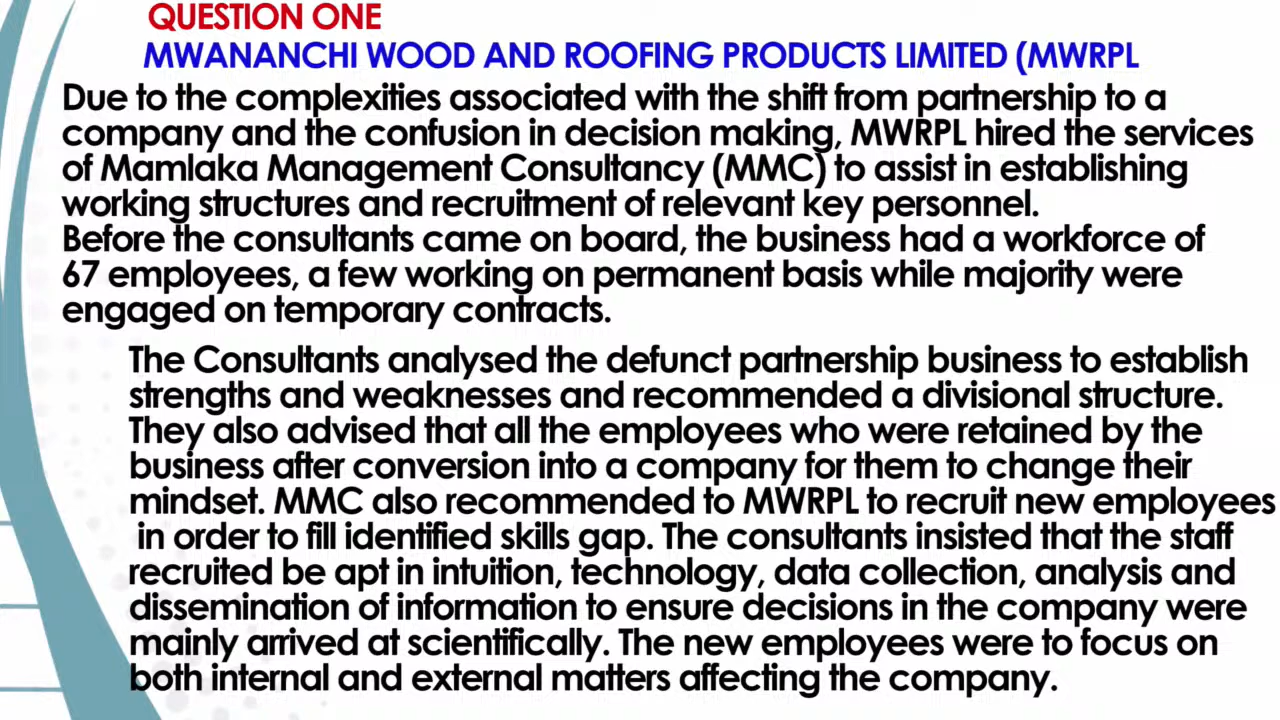 QUESTION ONE
MWANANCHI WOOD AND ROOFING PRODUCTS LIMITED (MWRPL
Due to the complexities associated with the shift from partnership to a
company and the confusion in decision making, MWRPL hired the services
of Mamlaka Management Consultancy (MMC) to assist in establishing
working structures and recruitment of relevant key personnel.
Before the consultants came on board, the business had a workforce of
67 employees, a few working on permanent basis while majority were
engaged on temporary contracts.
The Consultants analysed the defunct partnership business to establish
strengths and weaknesses and recommended a divisional structure.
They also advised that all the employees who were retained by the
business after conversion into a company for them to change their
mindset. MMC also recommended to MWRPL to recruit new employees
in order to fill identified skills gap. The consultants insisted that the staff
recruited be apt in intuition, technology, data collection, analysis and
dissemination of information to ensure decisions in the company were
mainly arrived at scientifically. The new employees were to focus on
both internal and external matters affecting the company.